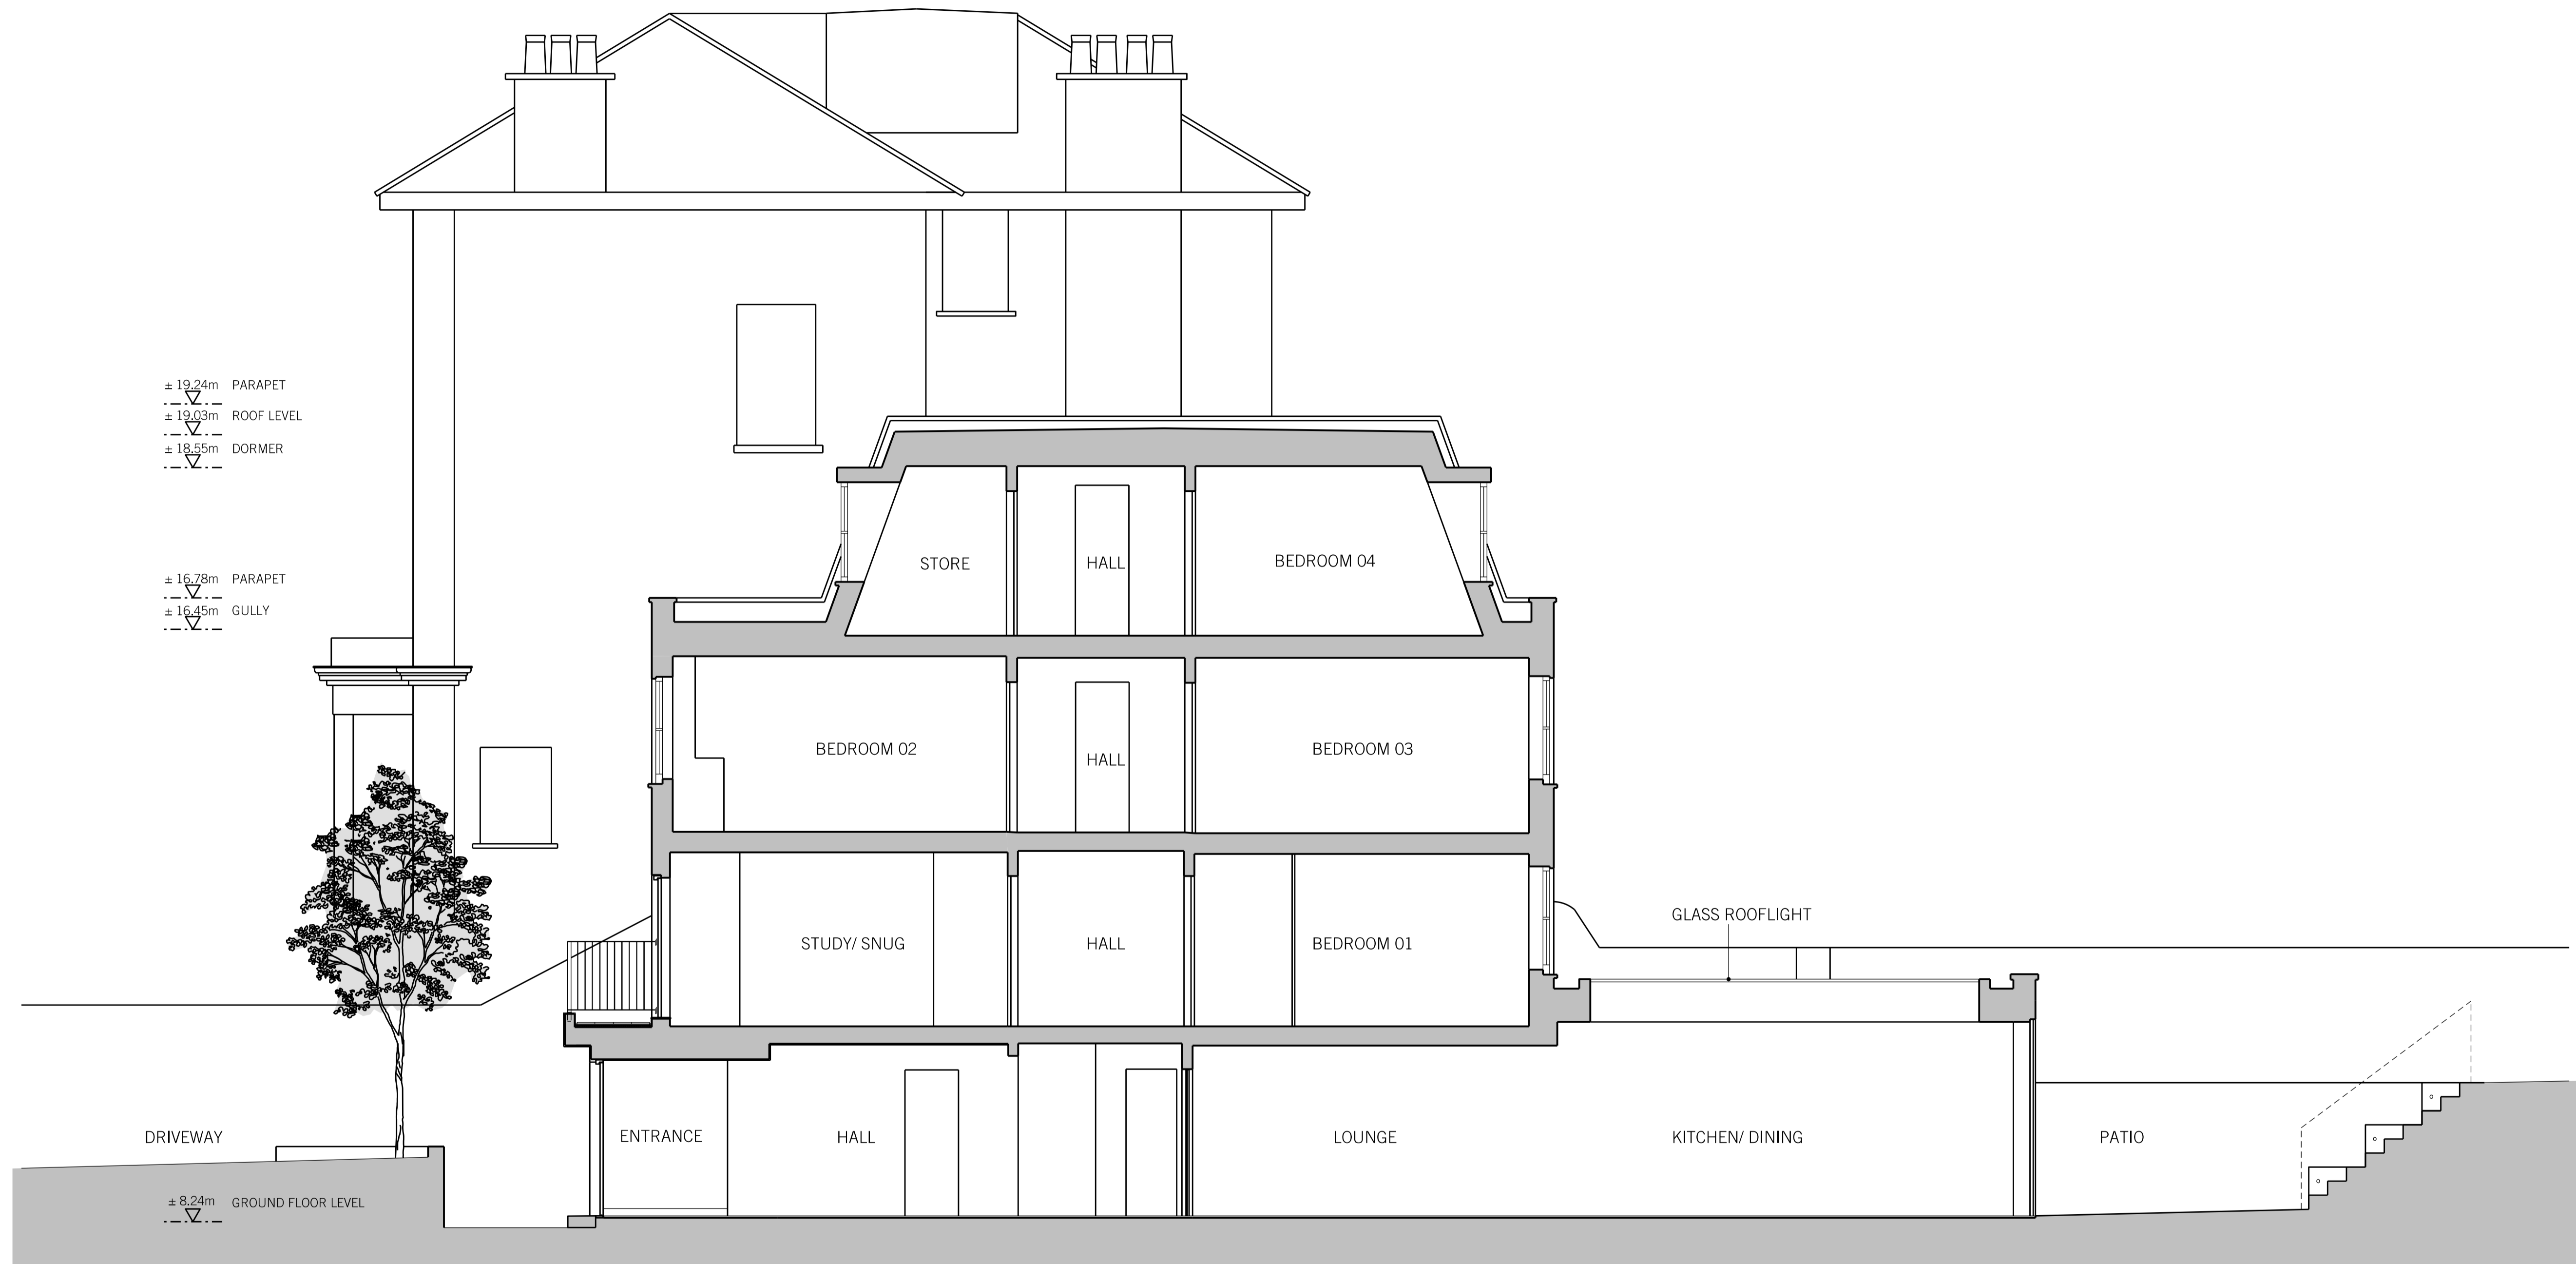 ± 19.24m PARAPET
± 19.03m ROOF LEVEL
± 18.55m DORMER
STORE
HALL
BEDROOM 04
± 16.78m PARAPET
± 16.45m GULLY
BEDROOM 02
HALL
BEDROOM 03
GLASS ROOFLIGHT
STUDY/ SNUG
HALL
BEDROOM 01
DRIVEWAY
ENTRANCE
HALL
LOUNGE
KITCHEN/ DINING
PATIO
± 8.24m GROUND FLOOR LEVEL